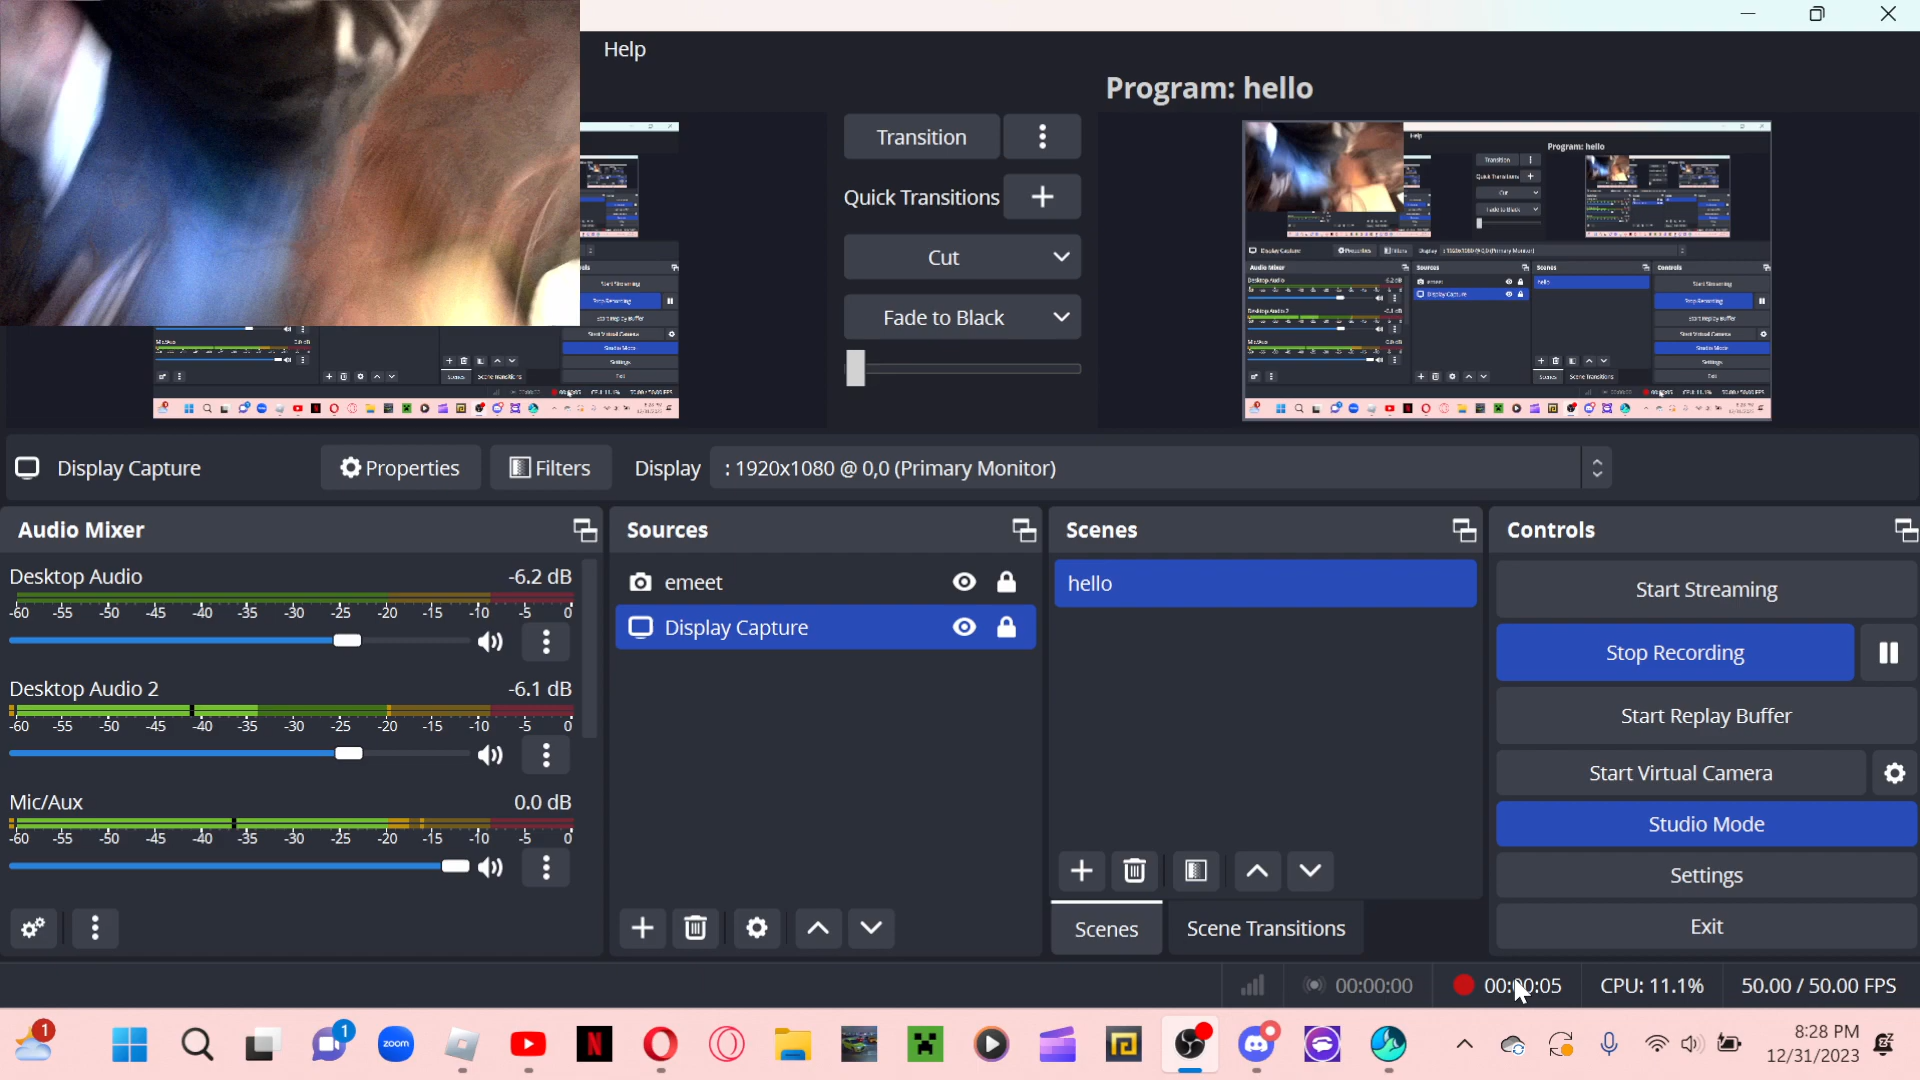 Help
Program: hello
Transition
Quick Transitions
Cut
Fade to Black
Program: hello
Display Capture
Properties
Filters
Display : 1920x1080 @ 0,0 (Primary Monitor)
Audio Mixer
Sources
Scenes
Controls
Desktop Audio -6.2 dB
-60 -55 -50 -45 -40 -35 -30 -25 -20 -15 -10 -5 0
Desktop Audio 2 -6.1 dB
-60 -55 -50 -45 -40 -35 -30 -25 -20 -15 -10 -5 0
Mic/Aux 0.0 dB
-60 -55 -50 -45 -40 -35 -30 -25 -20 -15 -10 -5 0
emeet
Display Capture
hello
Scenes
Scene Transitions
Start Streaming
Stop Recording
Start Replay Buffer
Start Virtual Camera
Studio Mode
Settings
Exit
00:00:00 00:00:05 CPU: 11.1% 50.00 / 50.00 FPS
1 1 zoom N
8:28 PM
12/31/2023